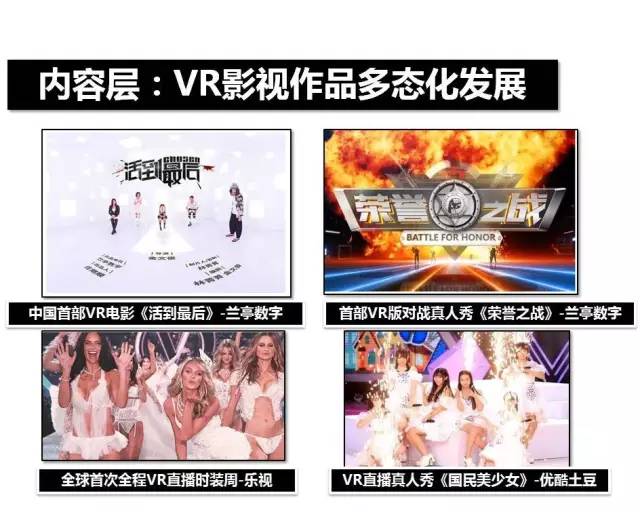 内容层：VR影视作品多态化发展
CHOSEN
活到最后
荣誉之战
BATTLE FOR HONOR
中国首部VR电影《活到最后》-兰亭数字
首部VR版对战真人秀《荣誉之战》-兰亭数字
全球首次全程VR直播时装周-乐视
VR直播真人秀《国民美少女》-优酷土豆